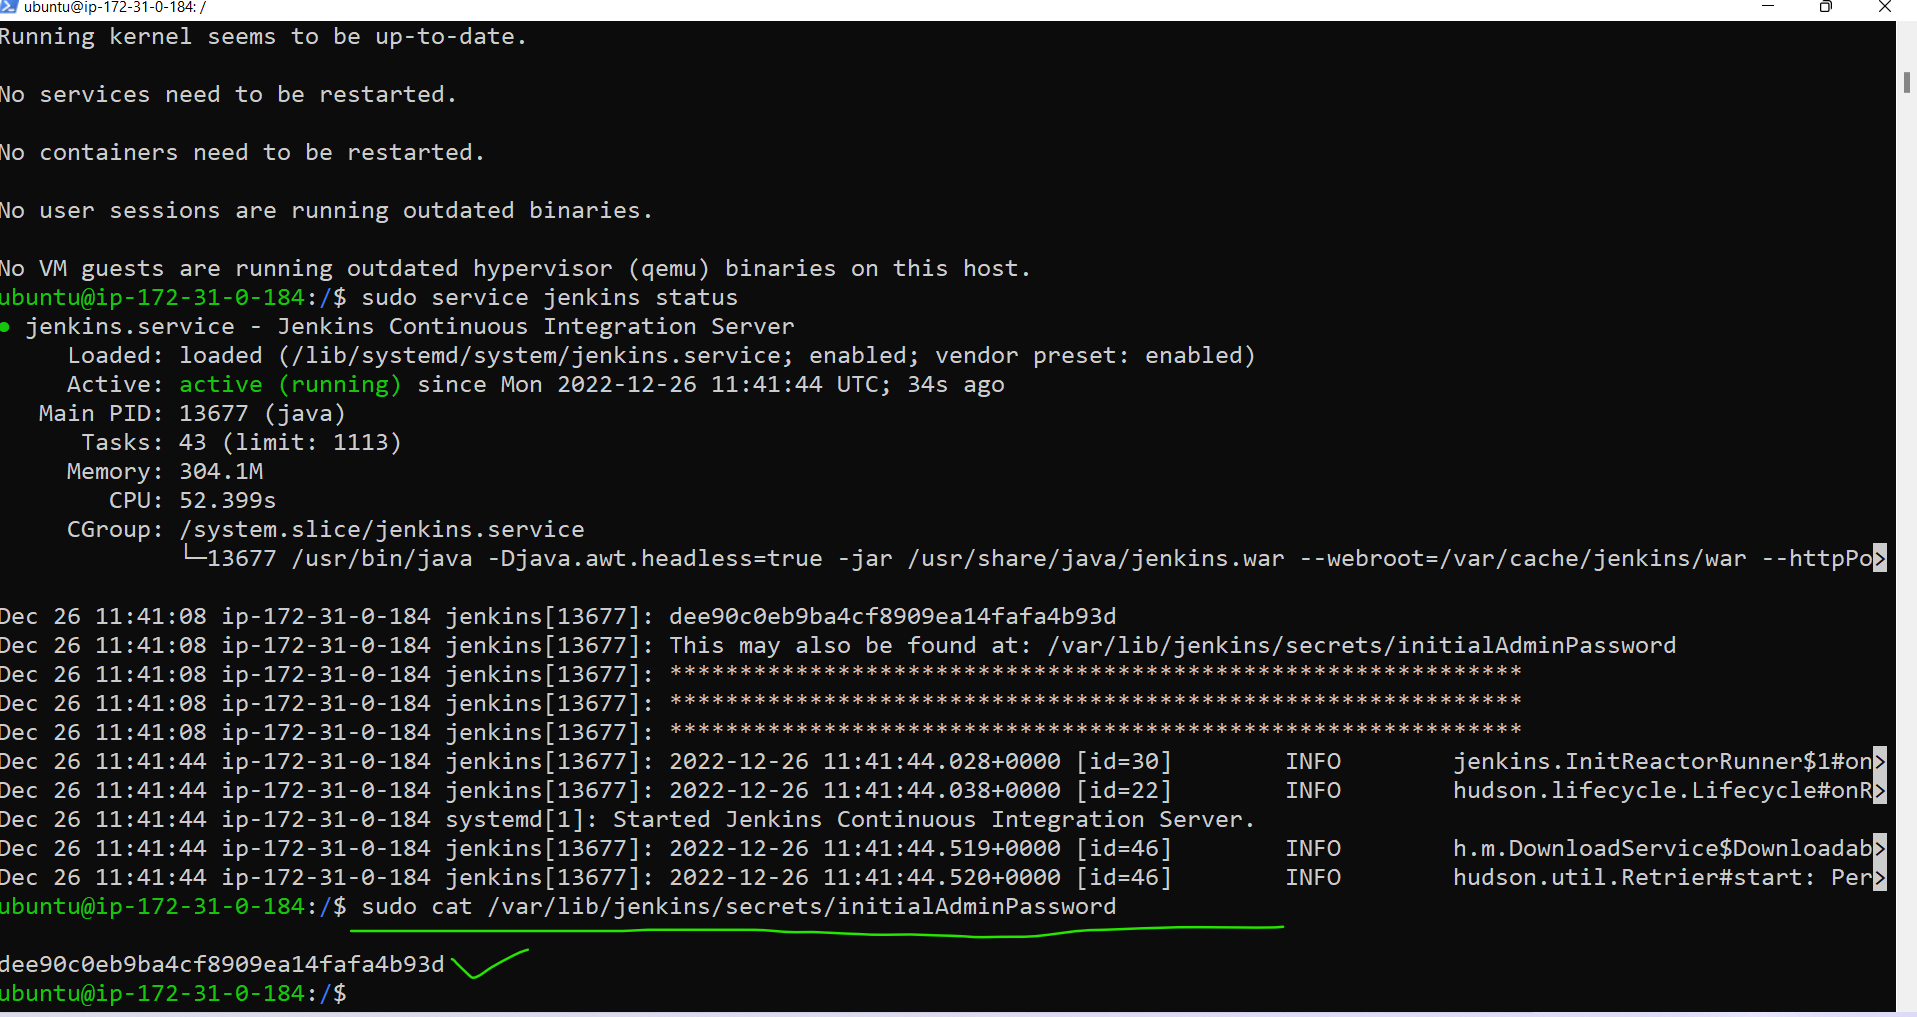 ubuntu@ip-172-31-0-184: /
Running kernel seems to be up-to-date.
No services need to be restarted.
No containers need to be restarted.
No user sessions are running outdated binaries.
No VM guests are running outdated hypervisor (qemu) binaries on this host.
ubuntu@ip-172-31-0-184:/$ sudo service jenkins status
● jenkins.service - Jenkins Continuous Integration Server
Loaded: loaded (/lib/systemd/system/jenkins.service; enabled; vendor preset: enabled)
Active: active (running) since Mon 2022-12-26 11:41:44 UTC; 34s ago
Main PID: 13677 (java)
Tasks: 43 (limit: 1113)
Memory: 304.1M
CPU: 52.399s
CGroup: /system.slice/jenkins.service
└─13677 /usr/bin/java -Djava.awt.headless=true -jar /usr/share/java/jenkins.war --webroot=/var/cache/jenkins/war --httpPo>
Dec 26 11:41:08 ip-172-31-0-184 jenkins[13677]: dee90c0eb9ba4cf8909ea14fafa4b93d
Dec 26 11:41:08 ip-172-31-0-184 jenkins[13677]: This may also be found at: /var/lib/jenkins/secrets/initialAdminPassword
Dec 26 11:41:08 ip-172-31-0-184 jenkins[13677]: *************************************************************
Dec 26 11:41:08 ip-172-31-0-184 jenkins[13677]: *************************************************************
Dec 26 11:41:08 ip-172-31-0-184 jenkins[13677]: *************************************************************
Dec 26 11:41:44 ip-172-31-0-184 jenkins[13677]: 2022-12-26 11:41:44.028+0000 [id=30] INFO jenkins.InitReactorRunner$1#on>
Dec 26 11:41:44 ip-172-31-0-184 jenkins[13677]: 2022-12-26 11:41:44.038+0000 [id=22] INFO hudson.lifecycle.Lifecycle#onR>
Dec 26 11:41:44 ip-172-31-0-184 systemd[1]: Started Jenkins Continuous Integration Server.
Dec 26 11:41:44 ip-172-31-0-184 jenkins[13677]: 2022-12-26 11:41:44.519+0000 [id=46] INFO h.m.DownloadService$Downloadab>
Dec 26 11:41:44 ip-172-31-0-184 jenkins[13677]: 2022-12-26 11:41:44.520+0000 [id=46] INFO hudson.util.Retrier#start: Per>
ubuntu@ip-172-31-0-184:/$ sudo cat /var/lib/jenkins/secrets/initialAdminPassword
dee90c0eb9ba4cf8909ea14fafa4b93d
ubuntu@ip-172-31-0-184:/$